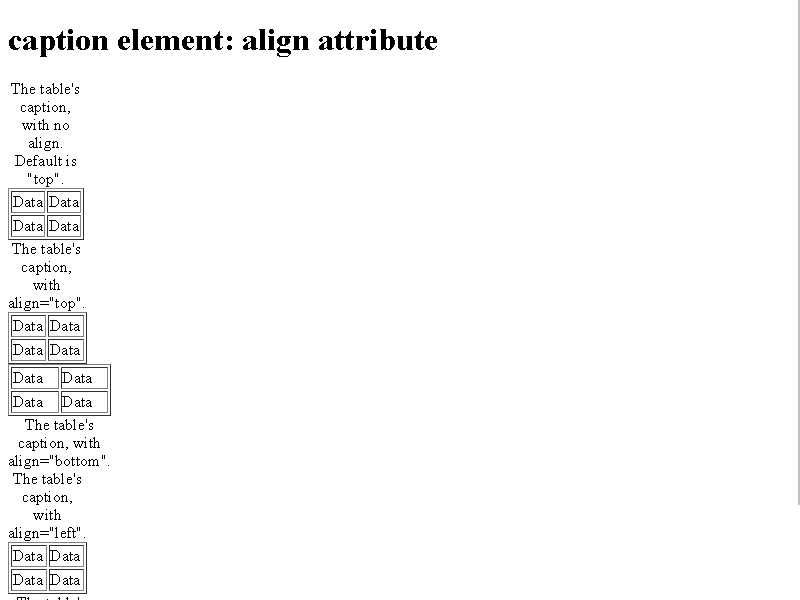 caption element: align attribute
The table's
caption,
with no
align.
Default is
"top".
Data Data
Data Data
The table's
caption,
with
align="top".
Data Data
Data Data
Data Data
Data Data
The table's
caption, with
align="bottom".
The table's
caption,
with
align="left".
Data Data
Data Data
The table's